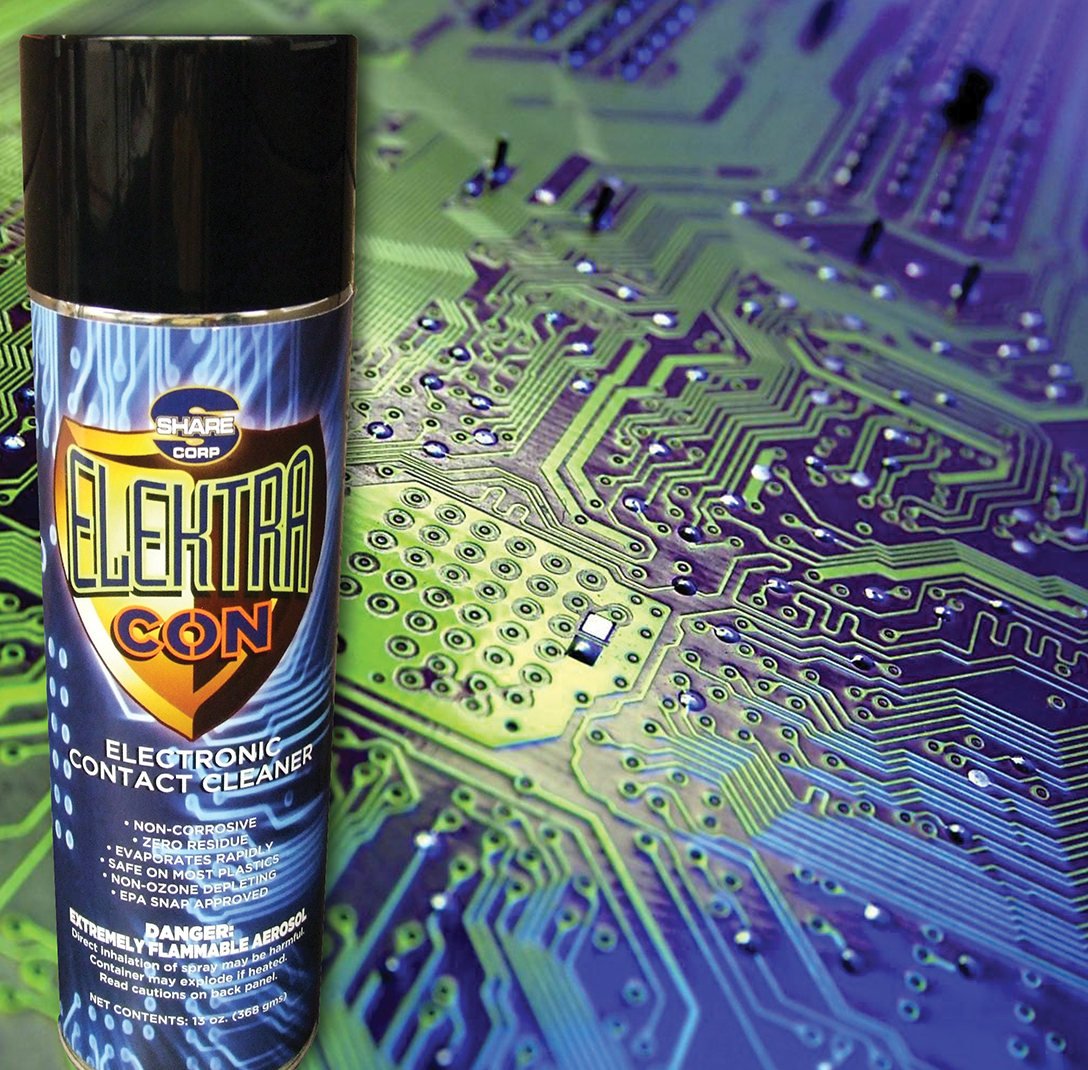 SHARE
CORP
ELEKTRA
CON
ELECTRONIC
CONTACT CLEANER
• NON-CORROSIVE
• ZERO RESIDUE
• EVAPORATES RAPIDLY
• SAFE ON MOST PLASTICS
• NON-OZONE DEPLETING
• EPA SNAP APPROVED
DANGER:
EXTREMELY FLAMMABLE AEROSOL
Direct inhalation of spray may be harmful.
Container may explode if heated.
Read cautions on back panel.
NET CONTENTS: 13 oz. (368 gms)